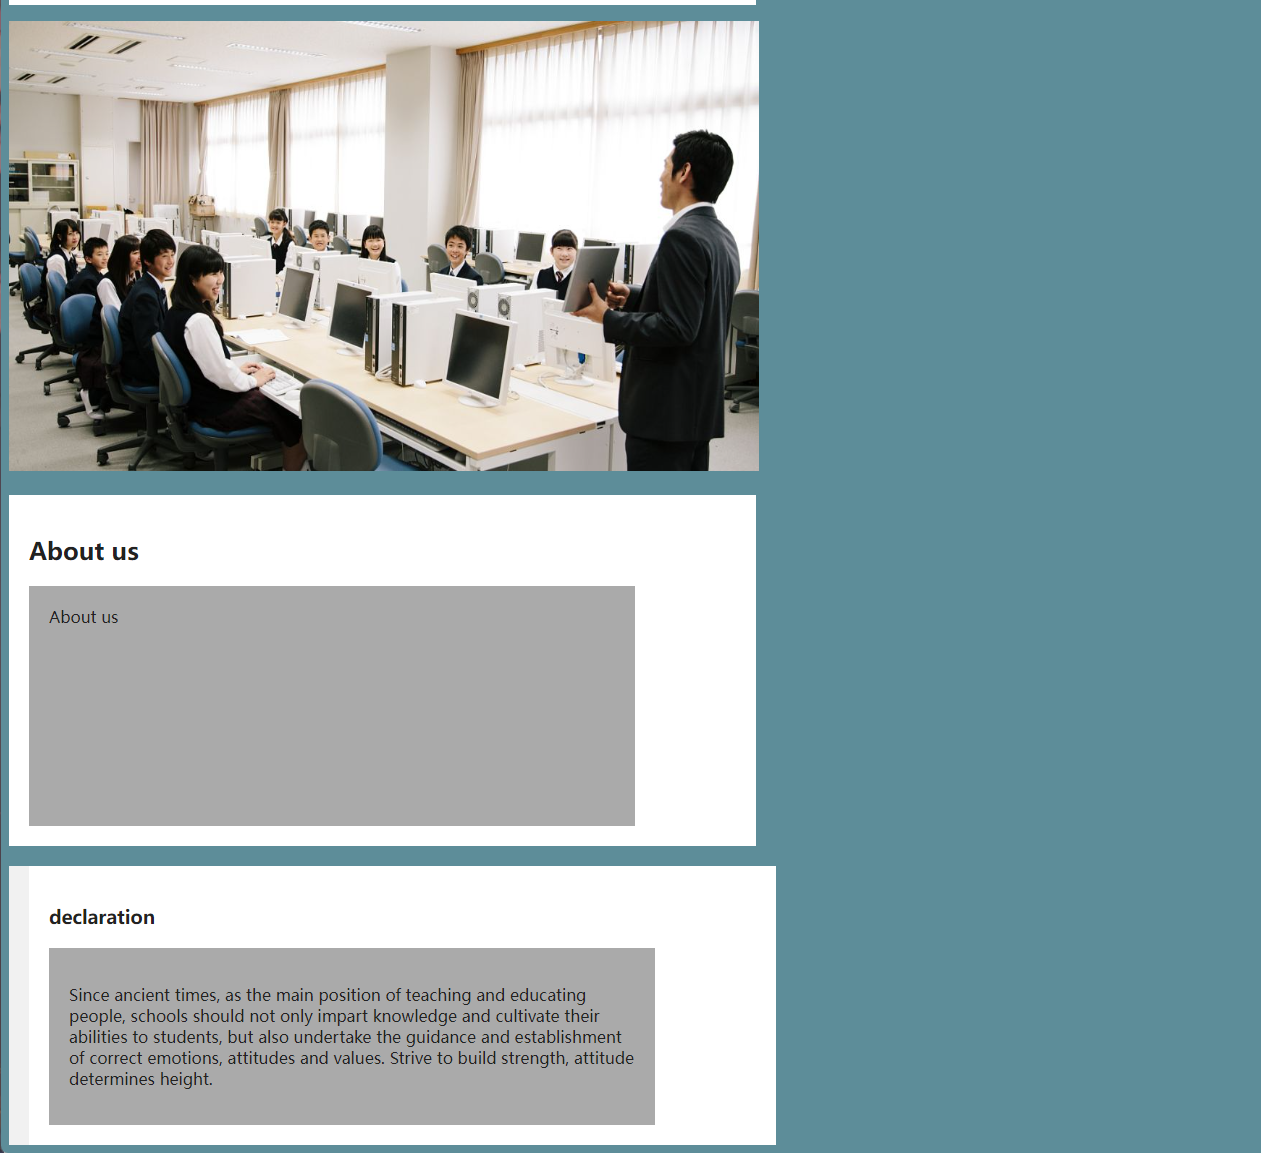 About us
About us
declaration
Since ancient times, as the main position of teaching and educating
people, schools should not only impart knowledge and cultivate their
abilities to students, but also undertake the guidance and establishment
of correct emotions, attitudes and values. Strive to build strength, attitude
determines height.